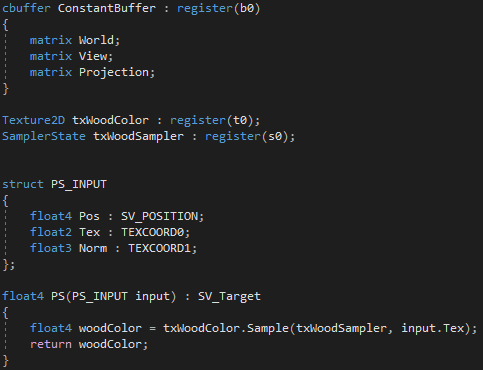 cbuffer ConstantBuffer : register(b0)
{
    matrix World;
    matrix View;
    matrix Projection;
}
Texture2D txWoodColor : register(t0);
SamplerState txWoodSampler : register(s0);
struct PS_INPUT
{
    float4 Pos : SV_POSITION;
    float2 Tex : TEXCOORD0;
    float3 Norm : TEXCOORD1;
};
float4 PS(PS_INPUT input) : SV_Target
{
    float4 woodColor = txWoodColor.Sample(txWoodSampler, input.Tex);
    return woodColor;
}